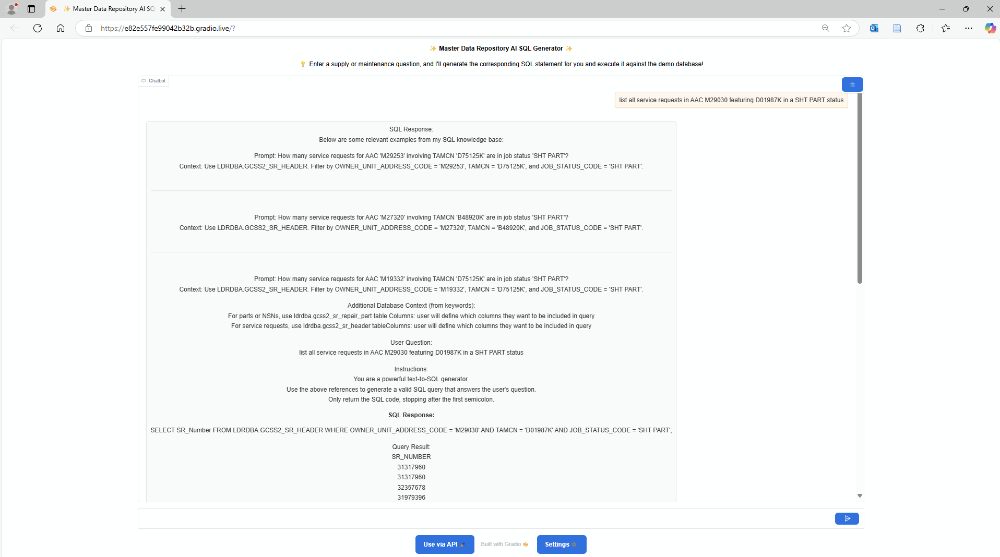 ✨ Master Data Repository AI SQ
https://e82e557fe99042b32b.gradio.live/?
✨ Master Data Repository AI SQL Generator ✨
💡 Enter a supply or maintenance question, and I'll generate the corresponding SQL statement for you and execute it against the demo database!
Chatbot
list all service requests in AAC M29030 featuring D01987K in a SHT PART status
SQL Response:
Below are some relevant examples from my SQL knowledge base:
Prompt: How many service requests for AAC 'M29253' involving TAMCN 'D75125K' are in job status 'SHT PART'?
Context: Use LDRDBA.GCSS2_SR_HEADER. Filter by OWNER_UNIT_ADDRESS_CODE = 'M29253', TAMCN = 'D75125K', and JOB_STATUS_CODE = 'SHT PART'.
Prompt: How many service requests for AAC 'M27320' involving TAMCN 'B48920K' are in job status 'SHT PART'?
Context: Use LDRDBA.GCSS2_SR_HEADER. Filter by OWNER_UNIT_ADDRESS_CODE = 'M27320', TAMCN = 'B48920K', and JOB_STATUS_CODE = 'SHT PART'.
Prompt: How many service requests for AAC 'M19332' involving TAMCN 'D75125K' are in job status 'SHT PART'?
Context: Use LDRDBA.GCSS2_SR_HEADER. Filter by OWNER_UNIT_ADDRESS_CODE = 'M19332', TAMCN = 'D75125K', and JOB_STATUS_CODE = 'SHT PART'.
Additional Database Context (from keywords):
For parts or NSNs, use ldrdba.gcss2_sr_repair_part table Columns: user will define which columns they want to be included in query
For service requests, use ldrdba.gcss2_sr_header tableColumns: user will define which columns they want to be included in query
User Question:
list all service requests in AAC M29030 featuring D01987K in a SHT PART status
Instructions:
You are a powerful text-to-SQL generator.
Use the above references to generate a valid SQL query that answers the user's question.
Only return the SQL code, stopping after the first semicolon.
SQL Response:
SELECT SR_Number FROM LDRDBA.GCSS2_SR_HEADER WHERE OWNER_UNIT_ADDRESS_CODE = 'M29030' AND TAMCN = 'D01987K' AND JOB_STATUS_CODE = 'SHT PART';
Query Result:
SR_NUMBER
31317960
31317960
32357678
31979396
Use via API 🚀 Built with Gradio Settings